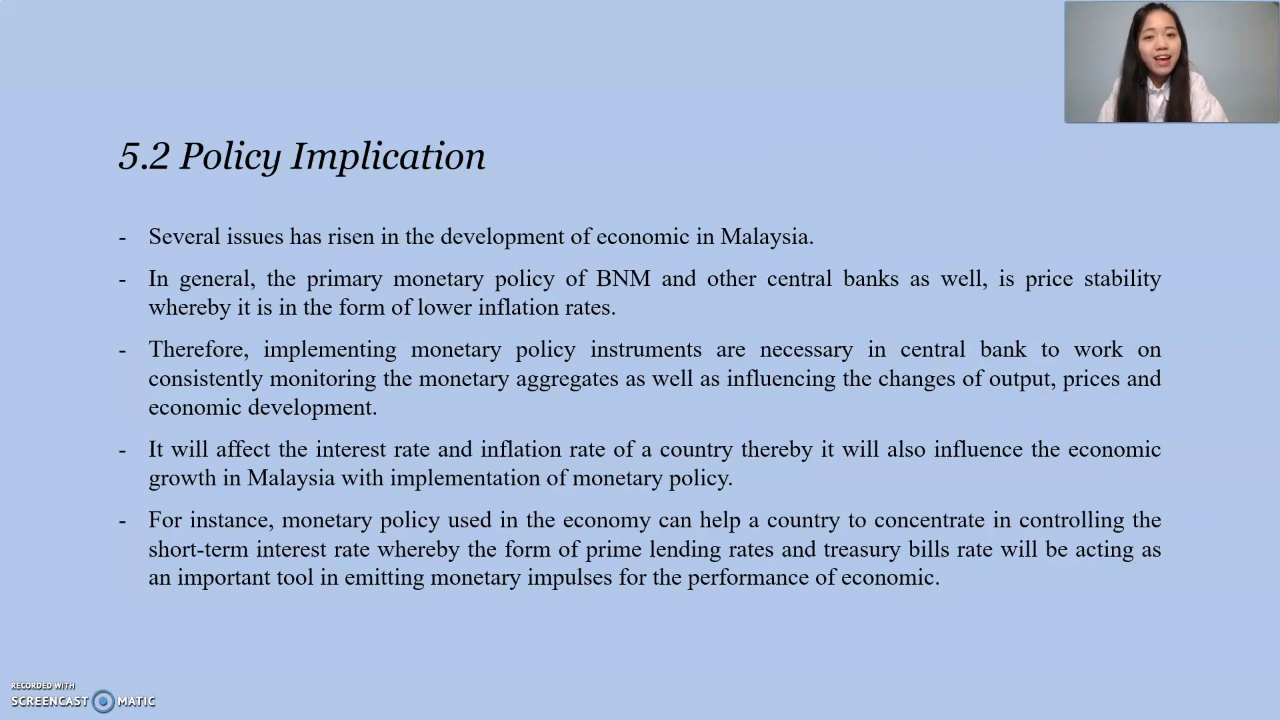 5.2 Policy Implication
- Several issues has risen in the development of economic in Malaysia.
- In general, the primary monetary policy of BNM and other central banks as well, is price stability
whereby it is in the form of lower inflation rates.
- Therefore, implementing monetary policy instruments are necessary in central bank to work on
consistently monitoring the monetary aggregates as well as influencing the changes of output, prices and
economic development.
- It will affect the interest rate and inflation rate of a country thereby it will also influence the economic
growth in Malaysia with implementation of monetary policy.
- For instance, monetary policy used in the economy can help a country to concentrate in controlling the
short-term interest rate whereby the form of prime lending rates and treasury bills rate will be acting as
an important tool in emitting monetary impulses for the performance of economic.
RECORDED WITH
SCREENCAST MATIC